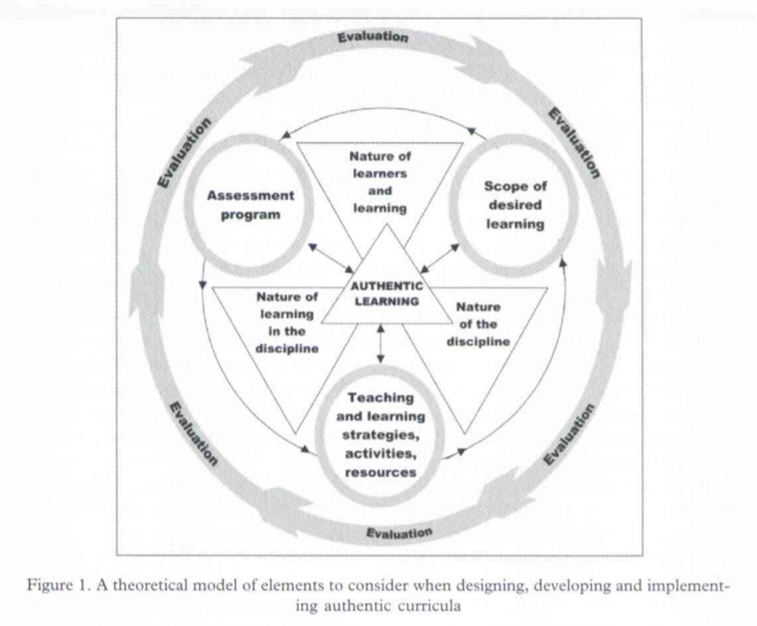 Evaluation
Evaluation
Evaluation
Nature of
learners
and
learning
Assessment
program
Scope of
desired
learning
AUTHENTIC
LEARNING
Nature of
learning
in the
discipline
Nature
of the
discipline
Teaching
and learning
strategies,
activities,
resources
Evaluation
Evaluation
Evaluation
Figure 1. A theoretical model of elements to consider when designing, developing and implement-
ing authentic curricula